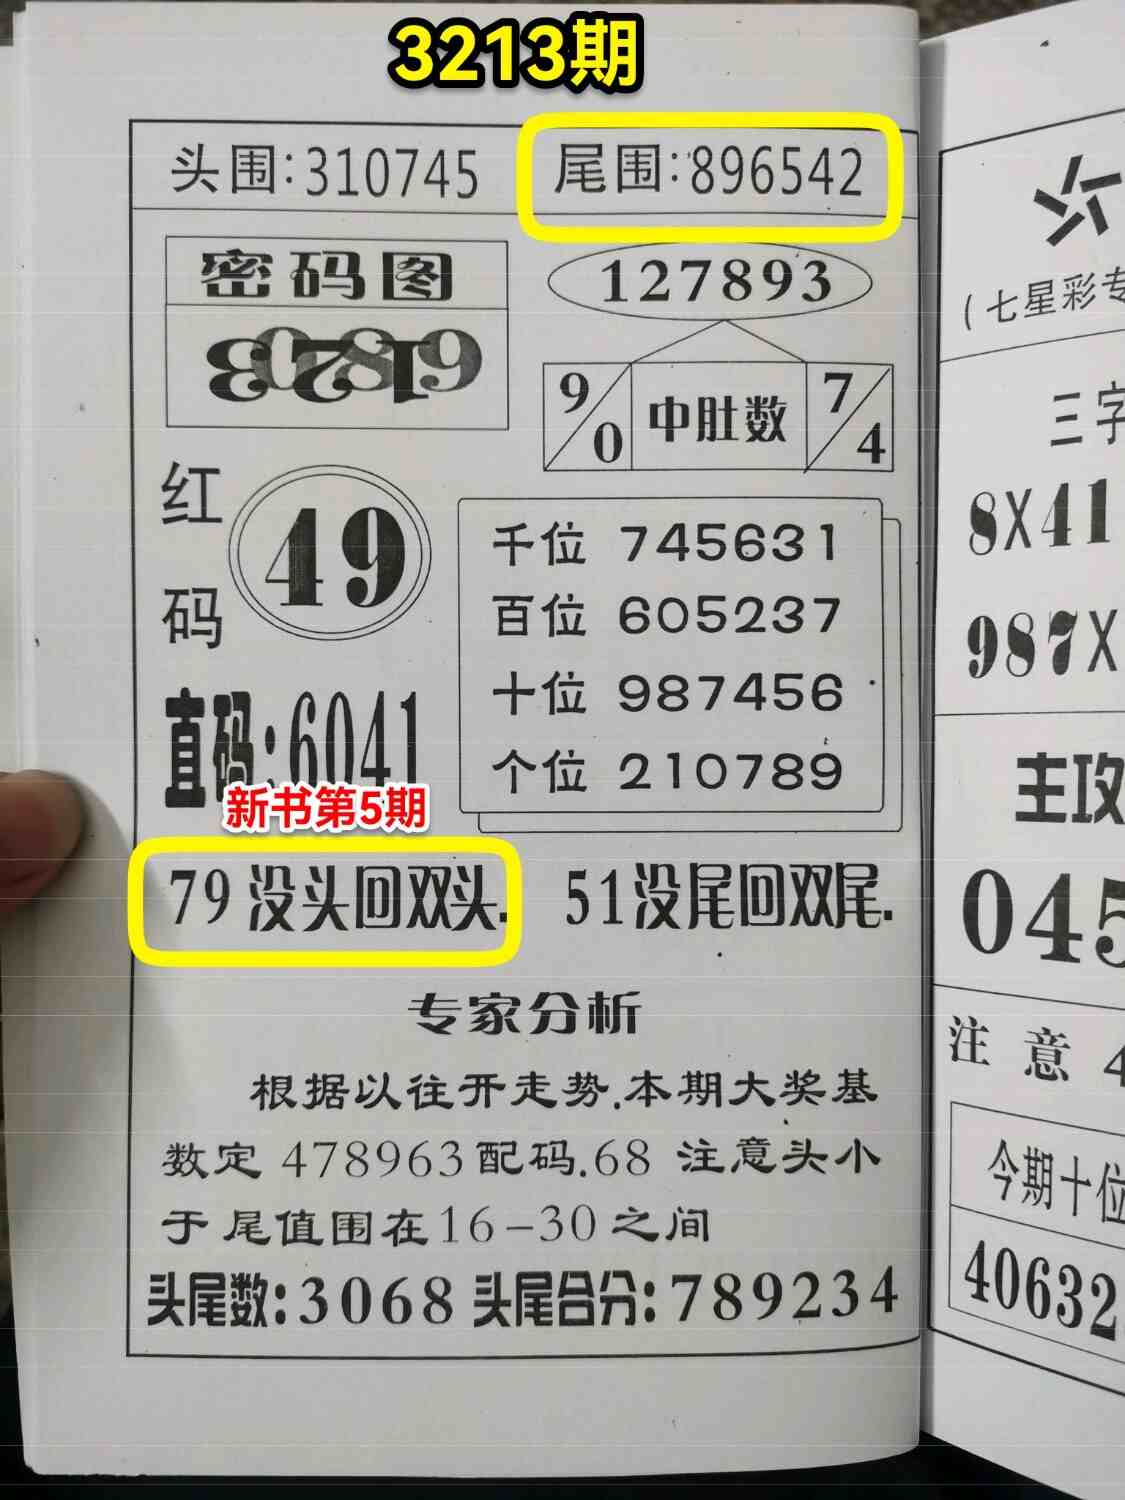 3213期
头围:310745
尾围:896542
密码图
127893
9/0 中肚数 7/4
红码 49
千位 745631
百位 605237
十位 987456
个位 210789
直码:6041
新书第5期
79没头回双头.
51没尾回双尾.
专家分析
根据以往开走势.本期大奖基
数定478963配码.68 注意头小
于尾值围在16-30之间
头尾数:3068 头尾合分:789234
(七星彩专
三字
8X41
987X
主攻
045
注意4
今期十位
40632